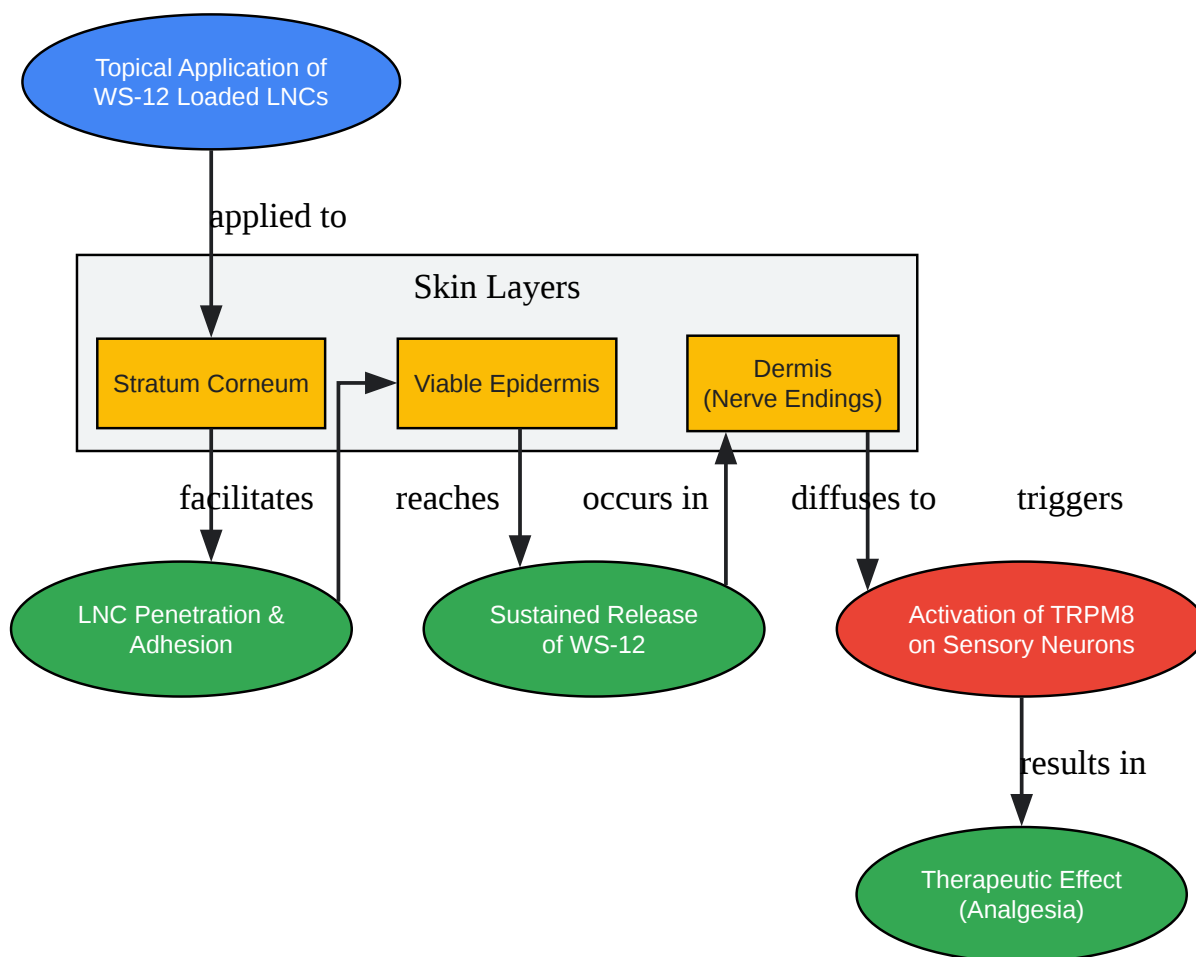 Topical Application of
WS-12 Loaded LNCs
applied to
Skin Layers
Stratum Corneum
Viable Epidermis
Dermis
(Nerve Endings)
facilitates
reaches
occurs in
diffuses to
triggers
LNC Penetration &
Adhesion
Sustained Release
of WS-12
Activation of TRPM8
on Sensory Neurons
results in
Therapeutic Effect
(Analgesia)